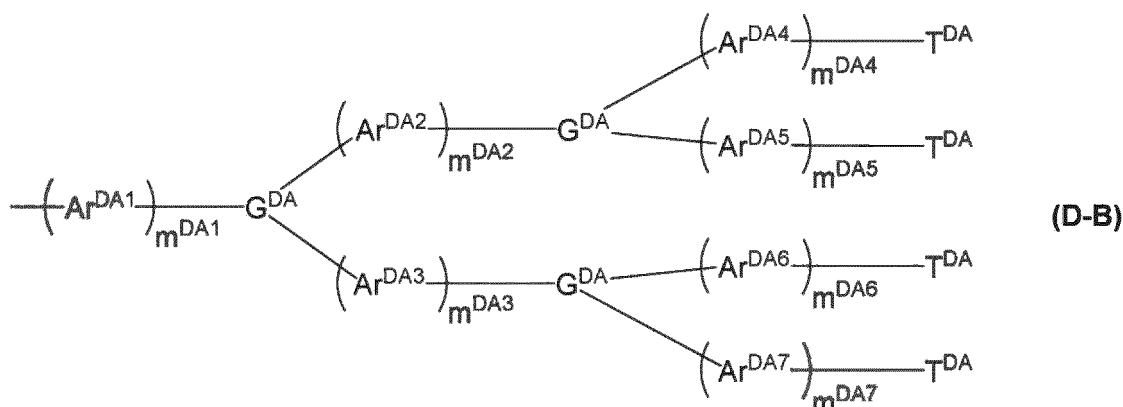 (Ar^DA4)m^DA4 T^DA
(Ar^DA2)m^DA2 G^DA
(Ar^DA5)m^DA5 T^DA
(Ar^DA1)m^DA1 G^DA (D-B)
(Ar^DA6)m^DA6 T^DA
(Ar^DA3)m^DA3 G^DA
(Ar^DA7)m^DA7 T^DA